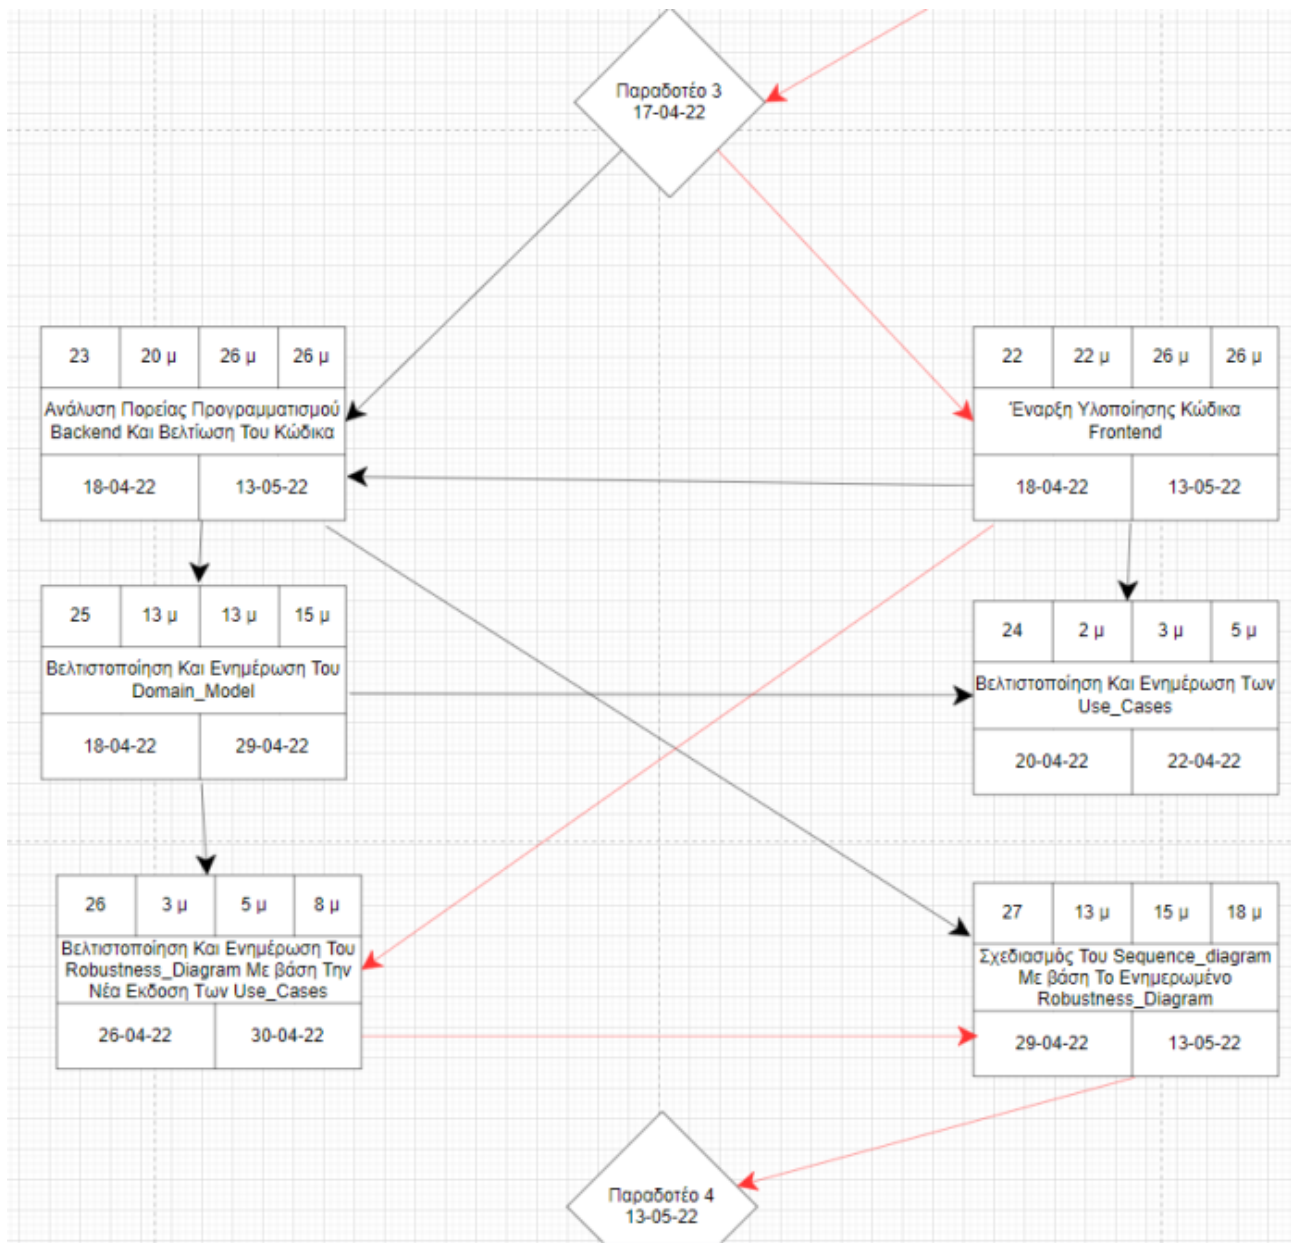 Παραδοτέο 3
17-04-22
23 20 μ 26 μ 26 μ
Ανάλυση Πορείας Προγραμματισμού
Backend Και Βελτίωση Του Κώδικα
18-04-22 13-05-22
22 22 μ 26 μ 26 μ
Έναρξη Υλοποίησης Κώδικα
Frontend
18-04-22 13-05-22
25 13 μ 13 μ 15 μ
Βελτιστοποίηση Και Ενημέρωση Του
Domain_Model
18-04-22 29-04-22
24 2 μ 3 μ 5 μ
Βελτιστοποίηση Και Ενημέρωση Των
Use_Cases
20-04-22 22-04-22
26 3 μ 5 μ 8 μ
Βελτιστοποίηση Και Ενημέρωση Του
Robustness_Diagram Με βάση Την
Νέα Εκδοση Των Use_Cases
26-04-22 30-04-22
27 13 μ 15 μ 18 μ
Σχεδιασμός Του Sequence_diagram
Με βάση Το Ενημερωμένο
Robustness_Diagram
29-04-22 13-05-22
Παραδοτέο 4
13-05-22